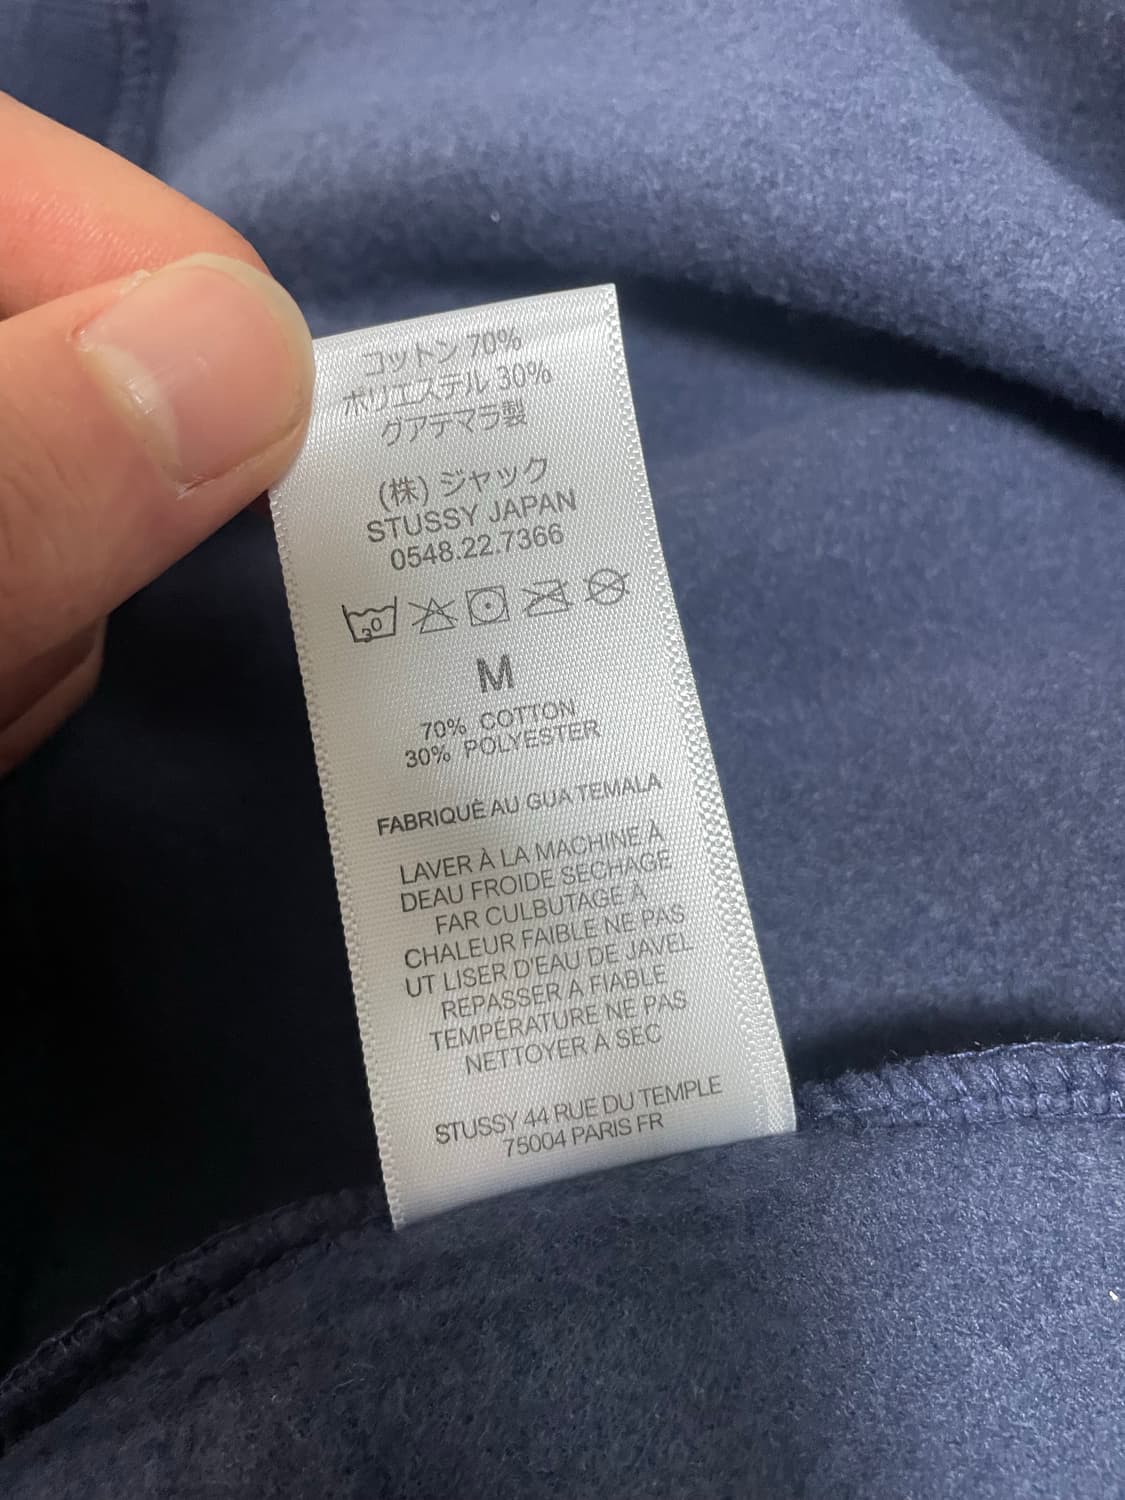 コットン 70%
ポリエステル 30%
グアテマラ製
(株) ジャック
STUSSY JAPAN
0548.22.7366
30
M
70% COTTON
30% POLYESTER
FABRIQUÈ AU GUA TEMALA
LAVER À LA MACHINE À
DEAU FROIDE SECHAGE
FAR CULBUTAGE À
CHALEUR FAIBLE NE PAS
UT LISER D'EAU DE JAVEL
REPASSER A FIABLE
TEMPÉRATURE NE PAS
NETTOYER À SEC
STUSSY 44 RUE DU TEMPLE
75004 PARIS FR